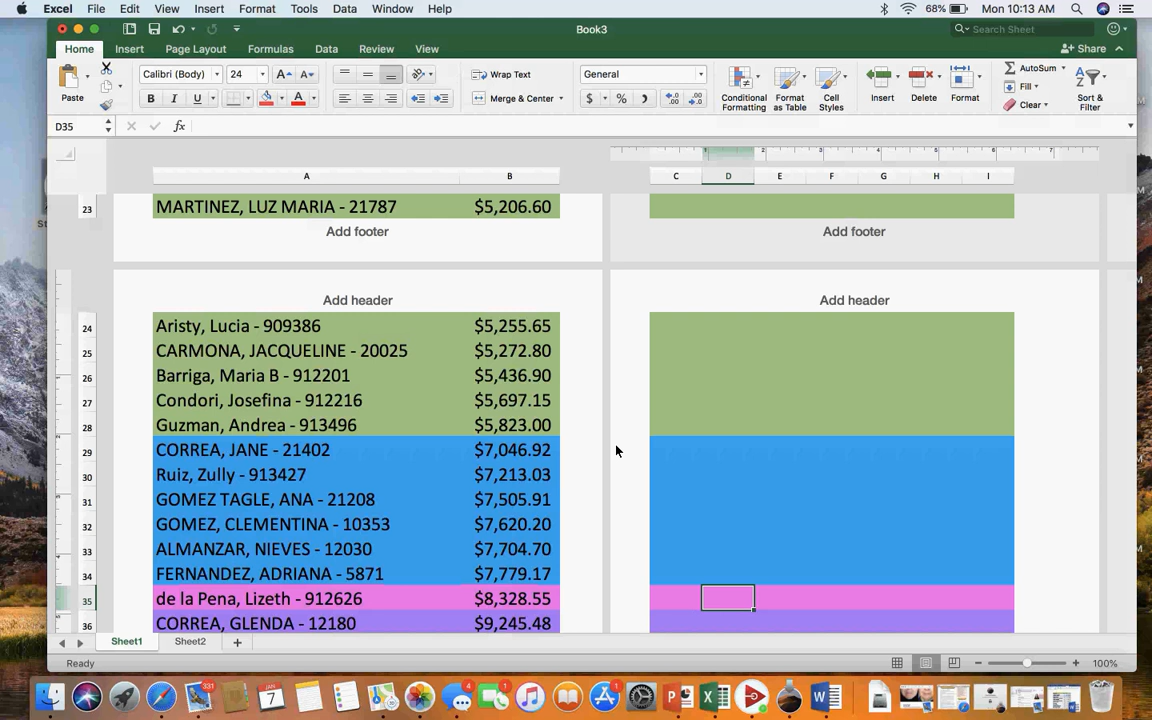 Excel File Edit View Insert Format Tools Data Window Help 68% Mon 10:13 AM
Book3 Search Sheet
Home Insert Page Layout Formulas Data Review View Share
Paste Calibri (Body) 24 A A Wrap Text General Conditional Formatting Format as Table Cell Styles Insert Delete Format AutoSum Sort & Filter
B I U A Merge & Center $ % Fill Clear
D35 fx
A B C D E F G H I
23 MARTINEZ, LUZ MARIA - 21787 $5,206.60
Add footer Add footer
Add header Add header
24 Aristy, Lucia - 909386 $5,255.65
25 CARMONA, JACQUELINE - 20025 $5,272.80
26 Barriga, Maria B - 912201 $5,436.90
27 Condori, Josefina - 912216 $5,697.15
28 Guzman, Andrea - 913496 $5,823.00
29 CORREA, JANE - 21402 $7,046.92
30 Ruiz, Zully - 913427 $7,213.03
31 GOMEZ TAGLE, ANA - 21208 $7,505.91
32 GOMEZ, CLEMENTINA - 10353 $7,620.20
33 ALMANZAR, NIEVES - 12030 $7,704.70
34 FERNANDEZ, ADRIANA - 5871 $7,779.17
35 de la Pena, Lizeth - 912626 $8,328.55
36 CORREA, GLENDA - 12180 $9,245.48
Sheet1 Sheet2 +
Ready 100%
331 JAN 7 4 1 1